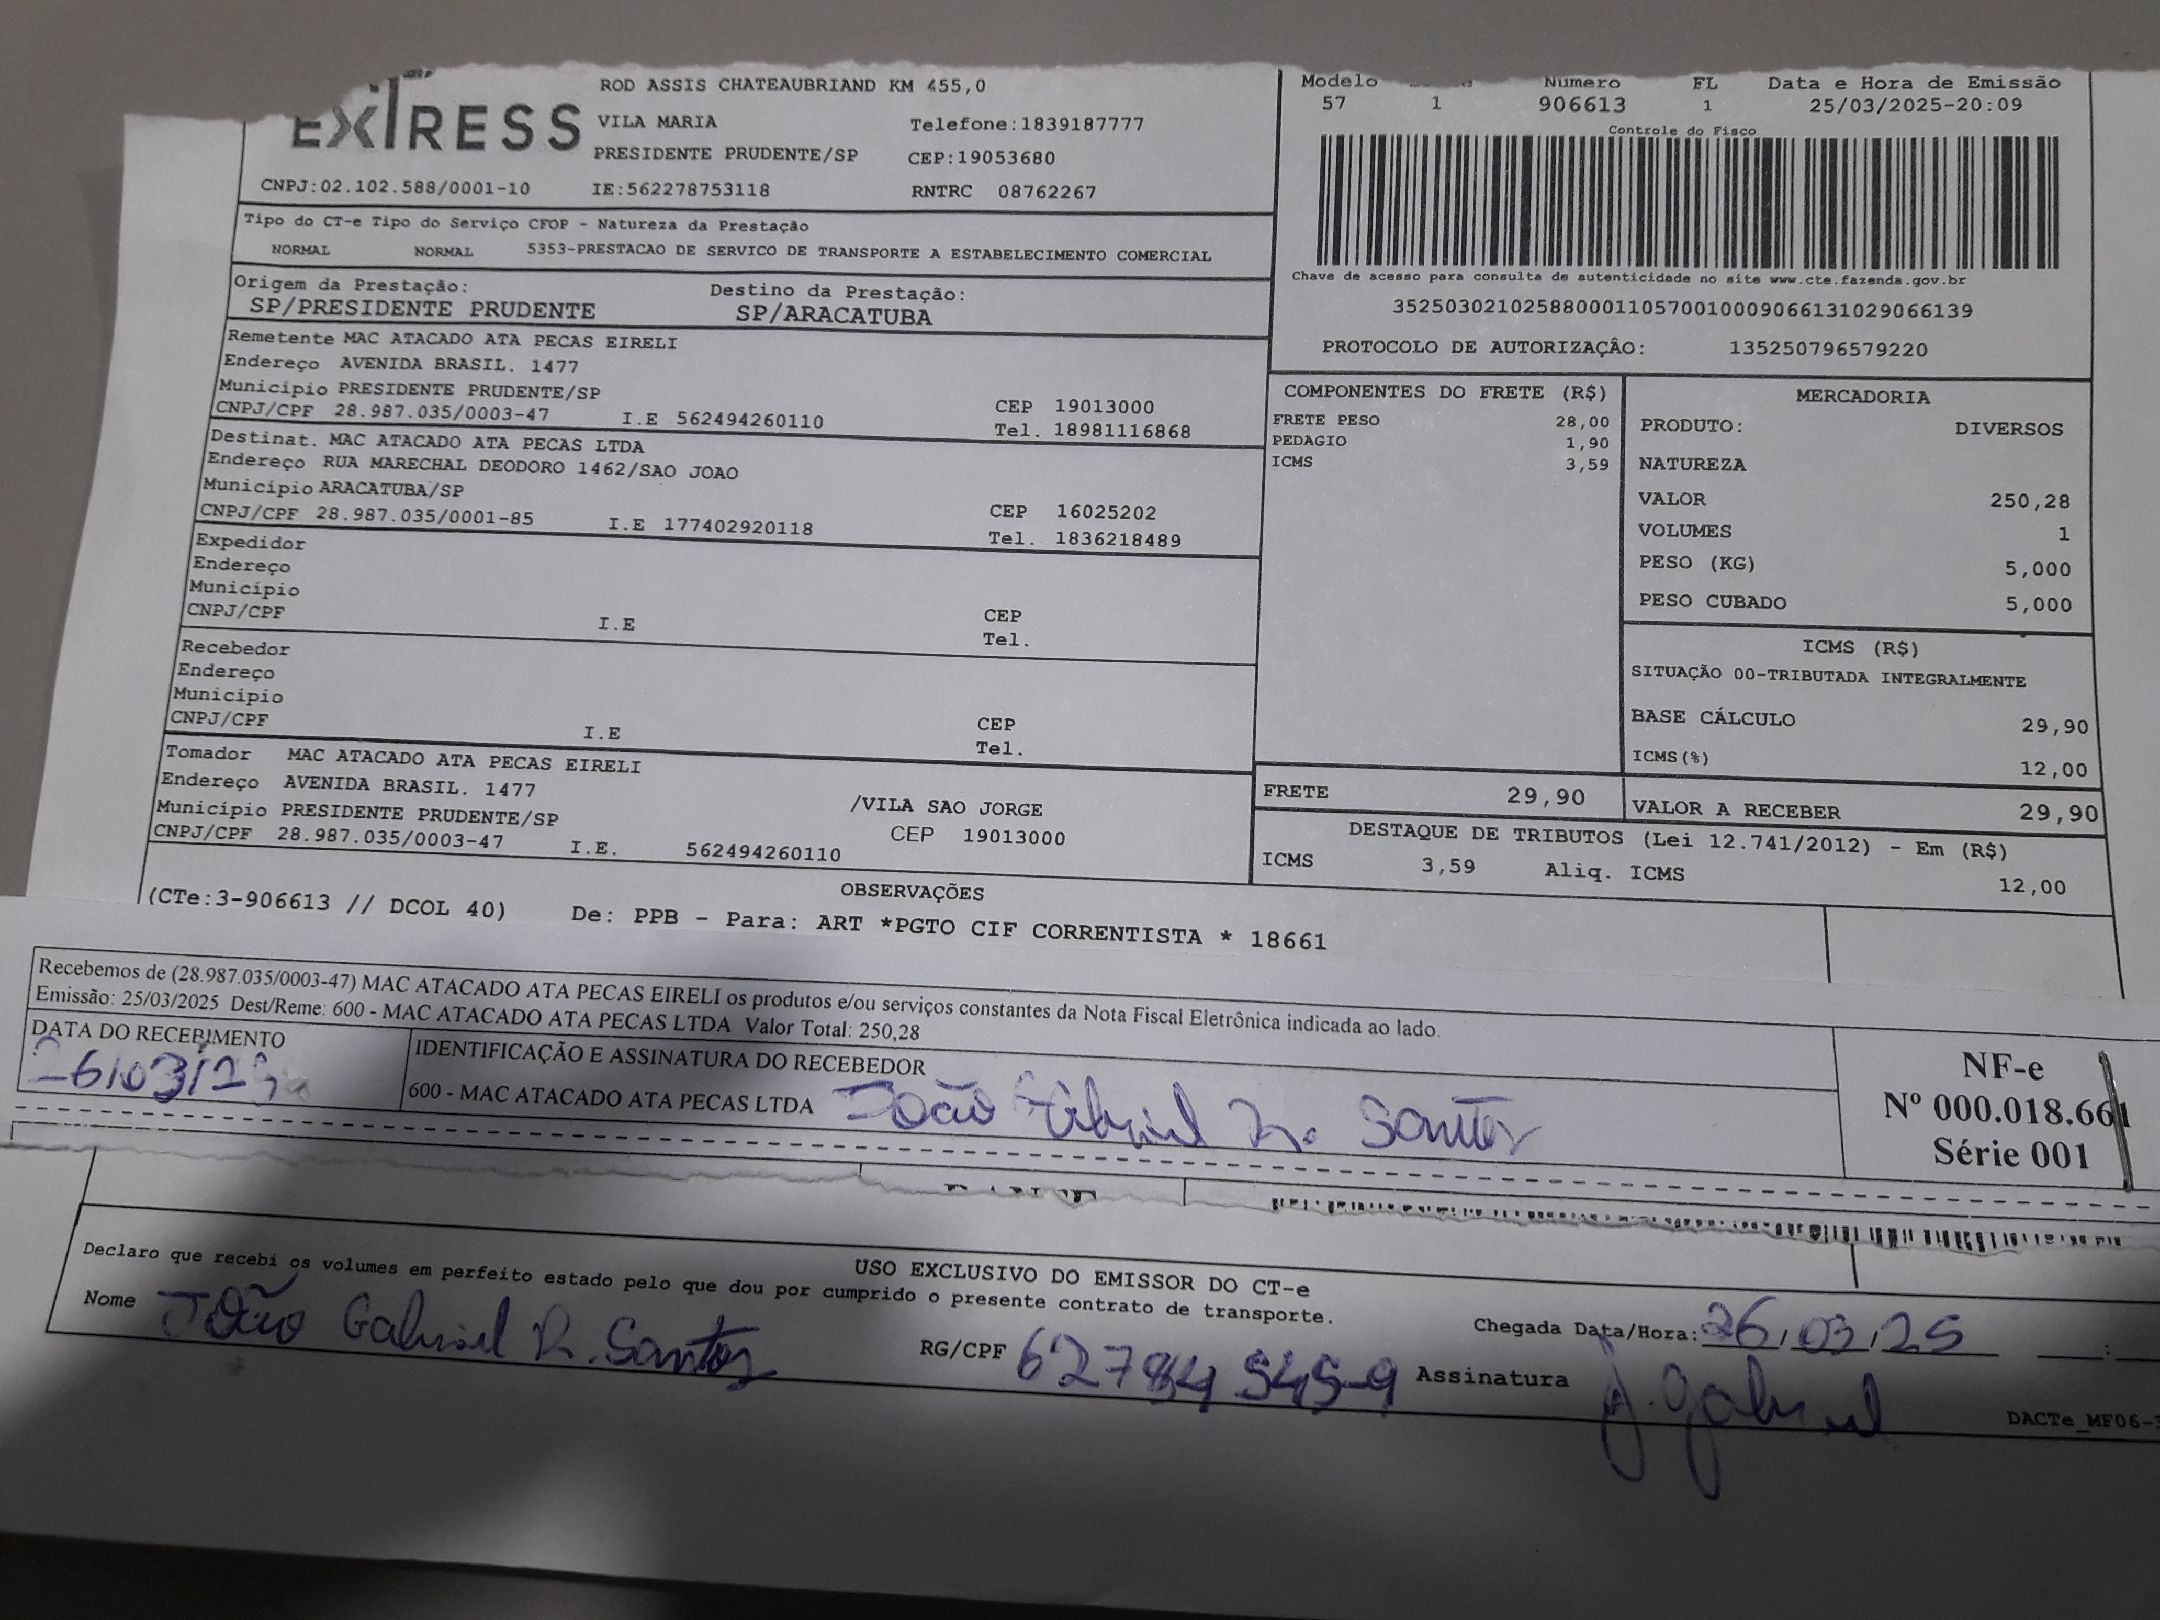 EXPRESS
ROD ASSIS CHATEAUBRIAND KM 455,0
VILA MARIA Telefone:1839187777
PRESIDENTE PRUDENTE/SP CEP:19053680
CNPJ:02.102.588/0001-10 IE:562278753118 RNTRC 08762267
Modelo Número FL Data e Hora de Emissão
57 1 906613 1 25/03/2025-20:09
Controle do Fisco
Chave de acesso para consulta de autenticidade no site www.cte.fazenda.gov.br
35250302102588000110570010009066131029066139
PROTOCOLO DE AUTORIZAÇÃO: 135250796579220
Tipo do CT-e Tipo do Serviço CFOP - Natureza da Prestação
NORMAL NORMAL 5353-PRESTACAO DE SERVICO DE TRANSPORTE A ESTABELECIMENTO COMERCIAL
Origem da Prestação: Destino da Prestação:
SP/PRESIDENTE PRUDENTE SP/ARACATUBA
Remetente MAC ATACADO ATA PECAS EIRELI
Endereço AVENIDA BRASIL. 1477
Município PRESIDENTE PRUDENTE/SP CEP 19013000
CNPJ/CPF 28.987.035/0003-47 I.E 562494260110 Tel. 18981116868
Destinat. MAC ATACADO ATA PECAS LTDA
Endereço RUA MARECHAL DEODORO 1462/SAO JOAO
Município ARACATUBA/SP CEP 16025202
CNPJ/CPF 28.987.035/0001-85 I.E 177402920118 Tel. 1836218489
Expedidor
Endereço
Município CEP
CNPJ/CPF I.E Tel.
Recebedor
Endereço
Município CEP
CNPJ/CPF I.E Tel.
Tomador MAC ATACADO ATA PECAS EIRELI
Endereço AVENIDA BRASIL. 1477 /VILA SAO JORGE
Município PRESIDENTE PRUDENTE/SP CEP 19013000
CNPJ/CPF 28.987.035/0003-47 I.E. 562494260110
COMPONENTES DO FRETE (R$)
FRETE PESO 28,00
PEDAGIO 1,90
ICMS 3,59
MERCADORIA
PRODUTO: DIVERSOS
NATUREZA
VALOR 250,28
VOLUMES 1
PESO (KG) 5,000
PESO CUBADO 5,000
ICMS (R$)
SITUAÇÃO 00-TRIBUTADA INTEGRALMENTE
BASE CÁLCULO 29,90
ICMS(%) 12,00
FRETE 29,90 VALOR A RECEBER 29,90
DESTAQUE DE TRIBUTOS (Lei 12.741/2012) - Em (R$)
ICMS 3,59 Aliq. ICMS 12,00
OBSERVAÇÕES
(CTe:3-906613 // DCOL 40) De: PPB - Para: ART *PGTO CIF CORRENTISTA * 18661
Recebemos de (28.987.035/0003-47) MAC ATACADO ATA PECAS EIRELI os produtos e/ou serviços constantes da Nota Fiscal Eletrônica indicada ao lado.
Emissão: 25/03/2025 Dest/Reme: 600 - MAC ATACADO ATA PECAS LTDA Valor Total: 250,28
DATA DO RECEBIMENTO IDENTIFICAÇÃO E ASSINATURA DO RECEBEDOR
26/03/25 600 - MAC ATACADO ATA PECAS LTDA João Gabriel R. Santos
NF-e
Nº 000.018.661
Série 001
USO EXCLUSIVO DO EMISSOR DO CT-e
Declaro que recebi os volumes em perfeito estado pelo que dou por cumprido o presente contrato de transporte.
Nome João Gabriel R. Santos RG/CPF 62784545-9 Chegada Data/Hora: 26/03/25
Assinatura J. Gabriel
DACTe_MF06-